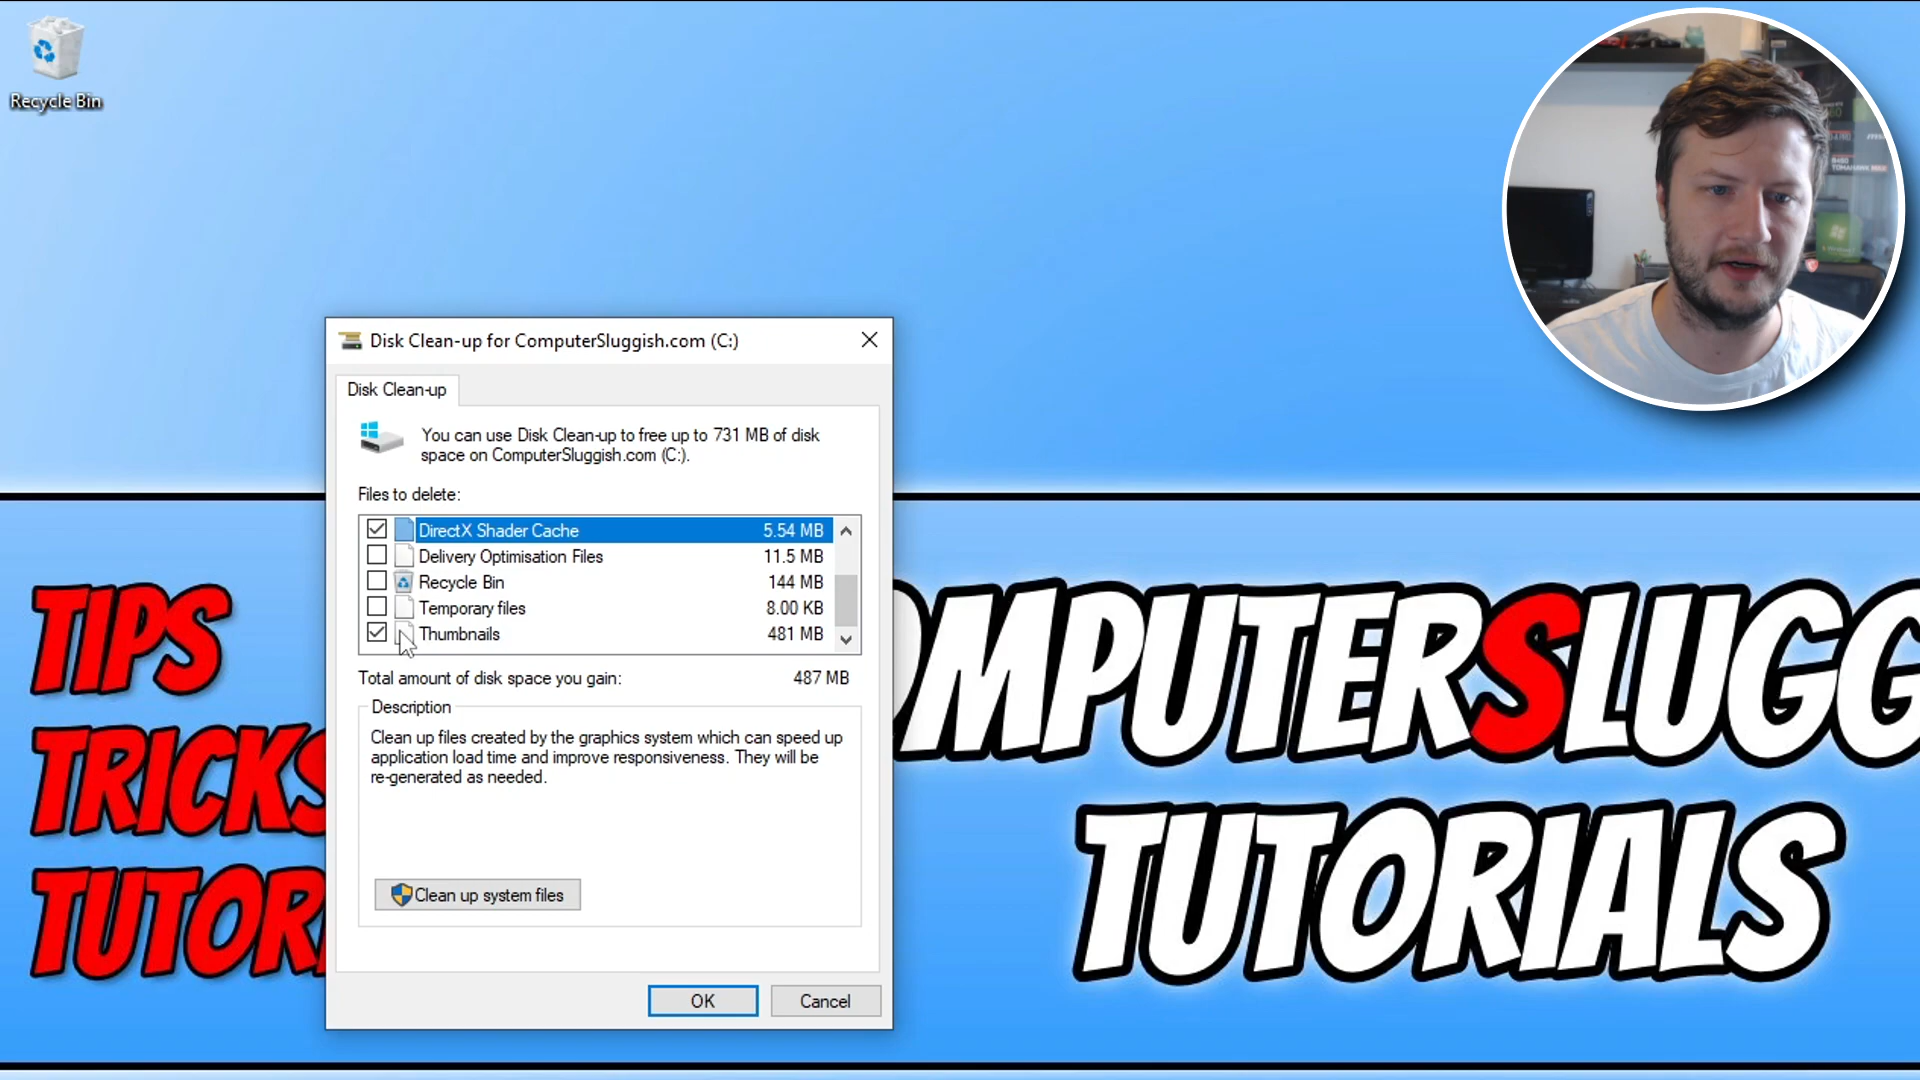 Recycle Bin
Disk Clean-up for ComputerSluggish.com (C:)
Disk Clean-up
You can use Disk Clean-up to free up to 731 MB of disk
space on ComputerSluggish.com (C:).
Files to delete:
DirectX Shader Cache 5.54 MB
Delivery Optimisation Files 11.5 MB
Recycle Bin 144 MB
Temporary files 8.00 KB
Thumbnails 481 MB
Total amount of disk space you gain: 487 MB
Description
Clean up files created by the graphics system which can speed up
application load time and improve responsiveness. They will be
re-generated as needed.
Clean up system files
OK Cancel
TIPS
TRICKS
TUTOR
OMPUTERSLUGG
TUTORIALS